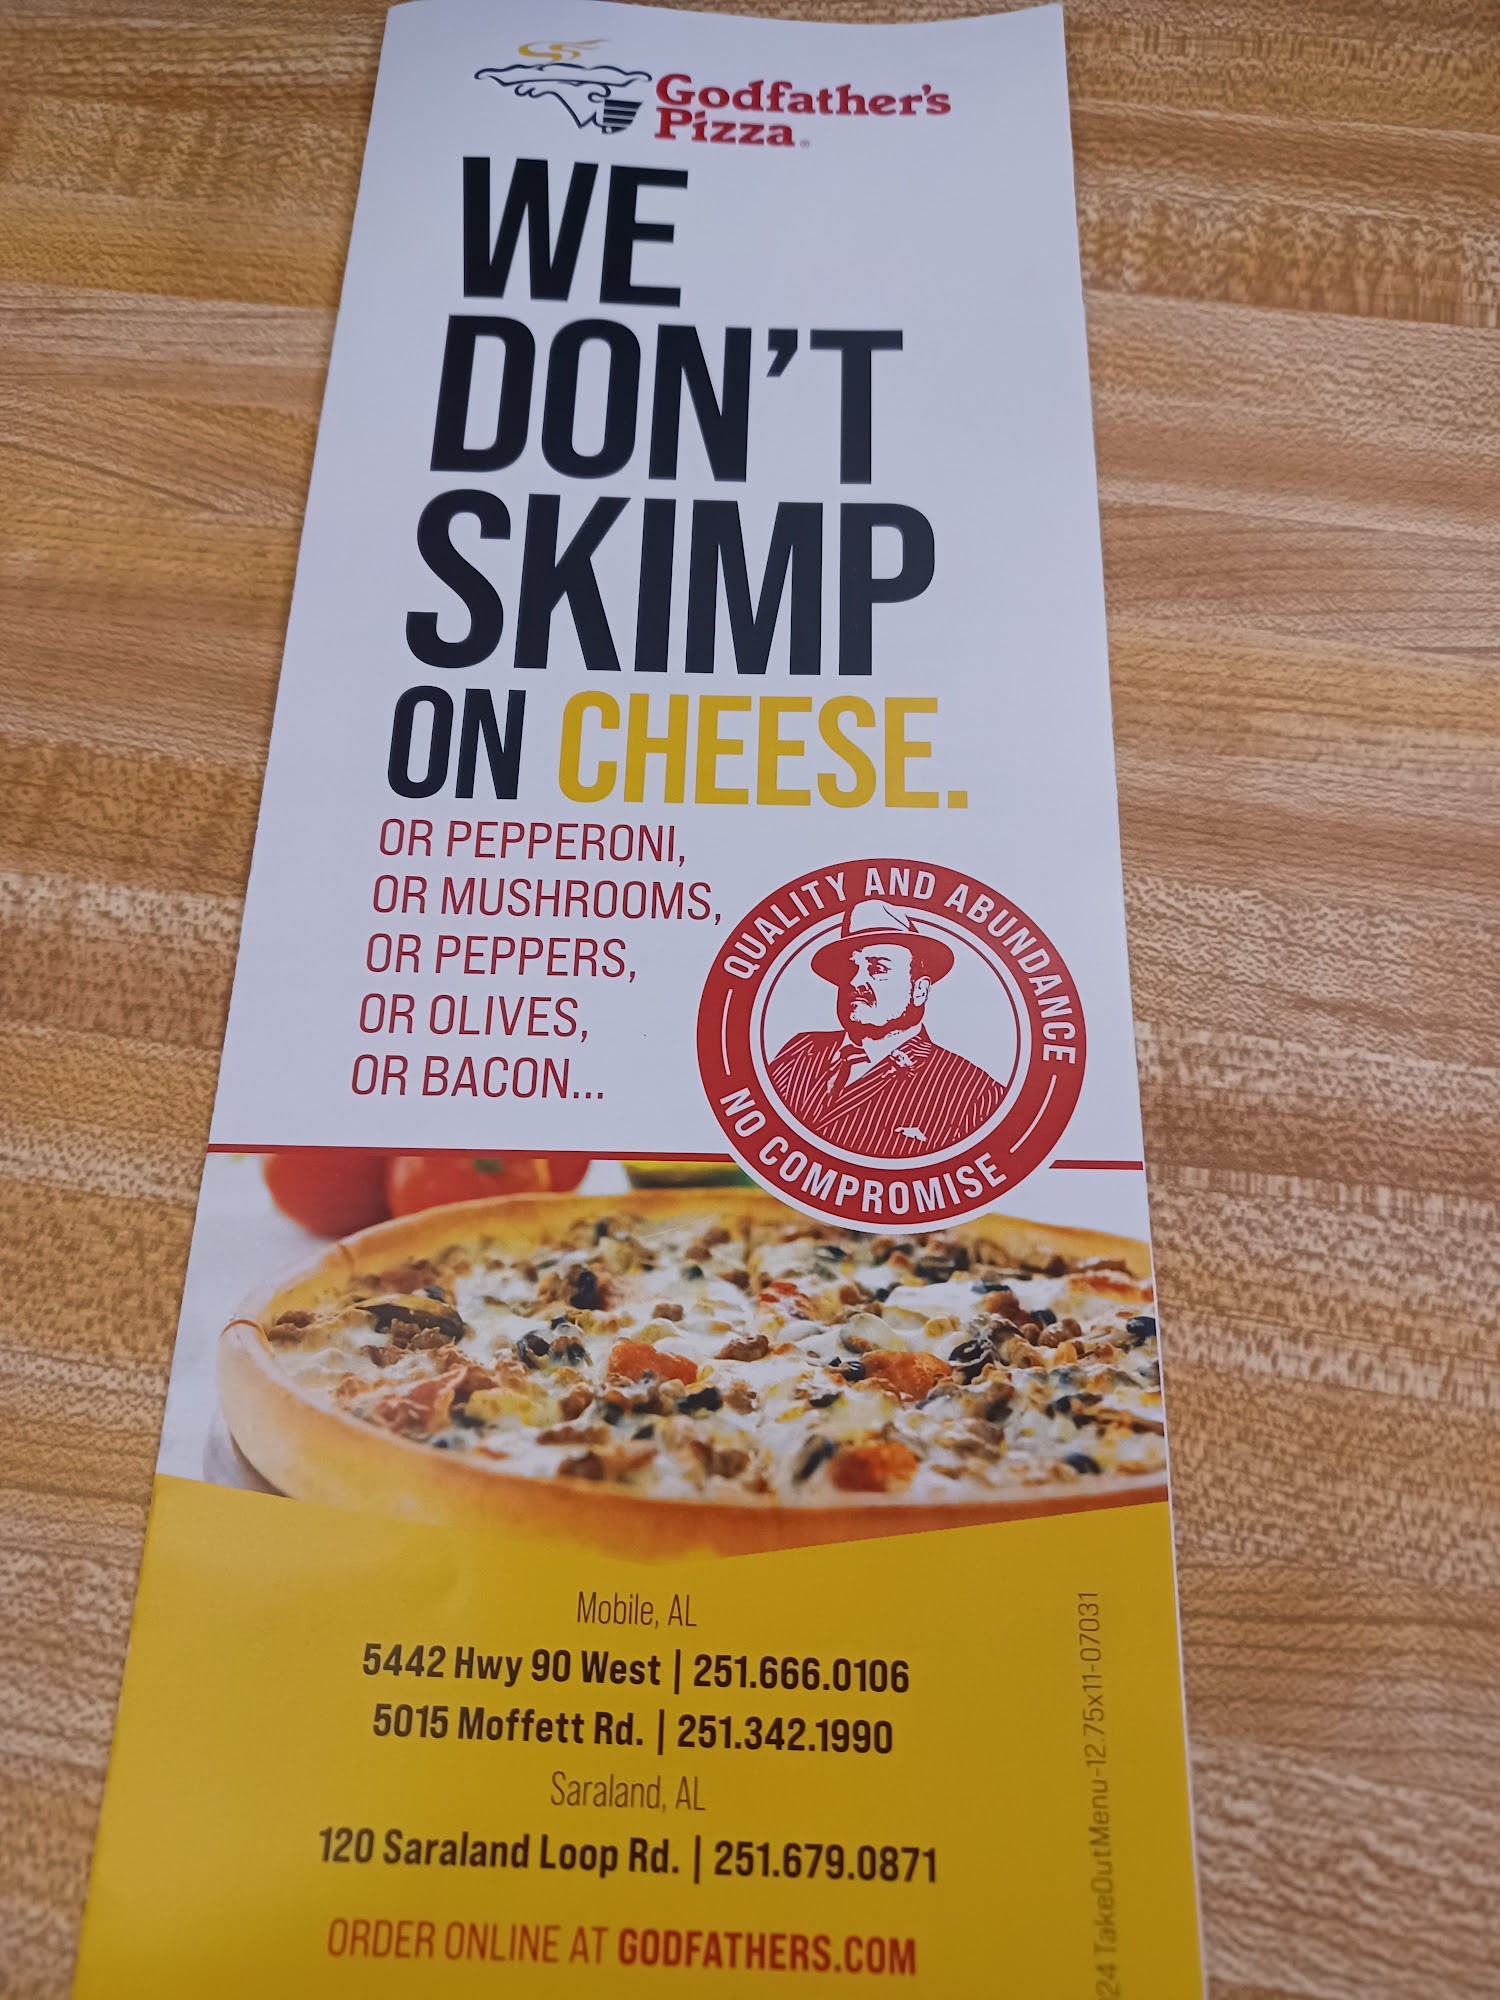 Godfather's
Pizza®
WE
DON'T
SKIMP
ON CHEESE.
OR PEPPERONI,
OR MUSHROOMS,
OR PEPPERS,
OR OLIVES,
OR BACON...
QUALITY AND ABUNDANCE
NO COMPROMISE
Mobile, AL
5442 Hwy 90 West | 251.666.0106
5015 Moffett Rd. | 251.342.1990
Saraland, AL
120 Saraland Loop Rd. | 251.679.0871
ORDER ONLINE AT GODFATHERS.COM
24 TakeOutMenu-12.75x11-07031